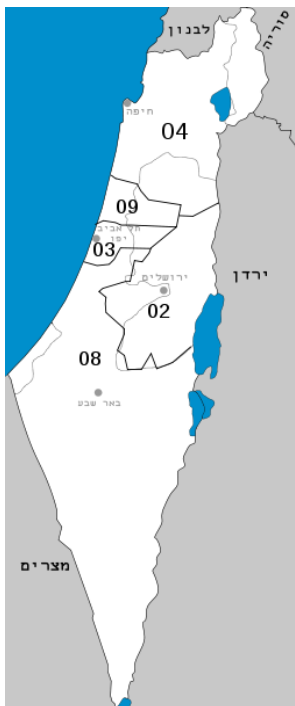 סוריה
לבנון
חיפה
04
09
תל אביב
יפו
03
ירושלים
ירדן
02
08
באר שבע
מצרים